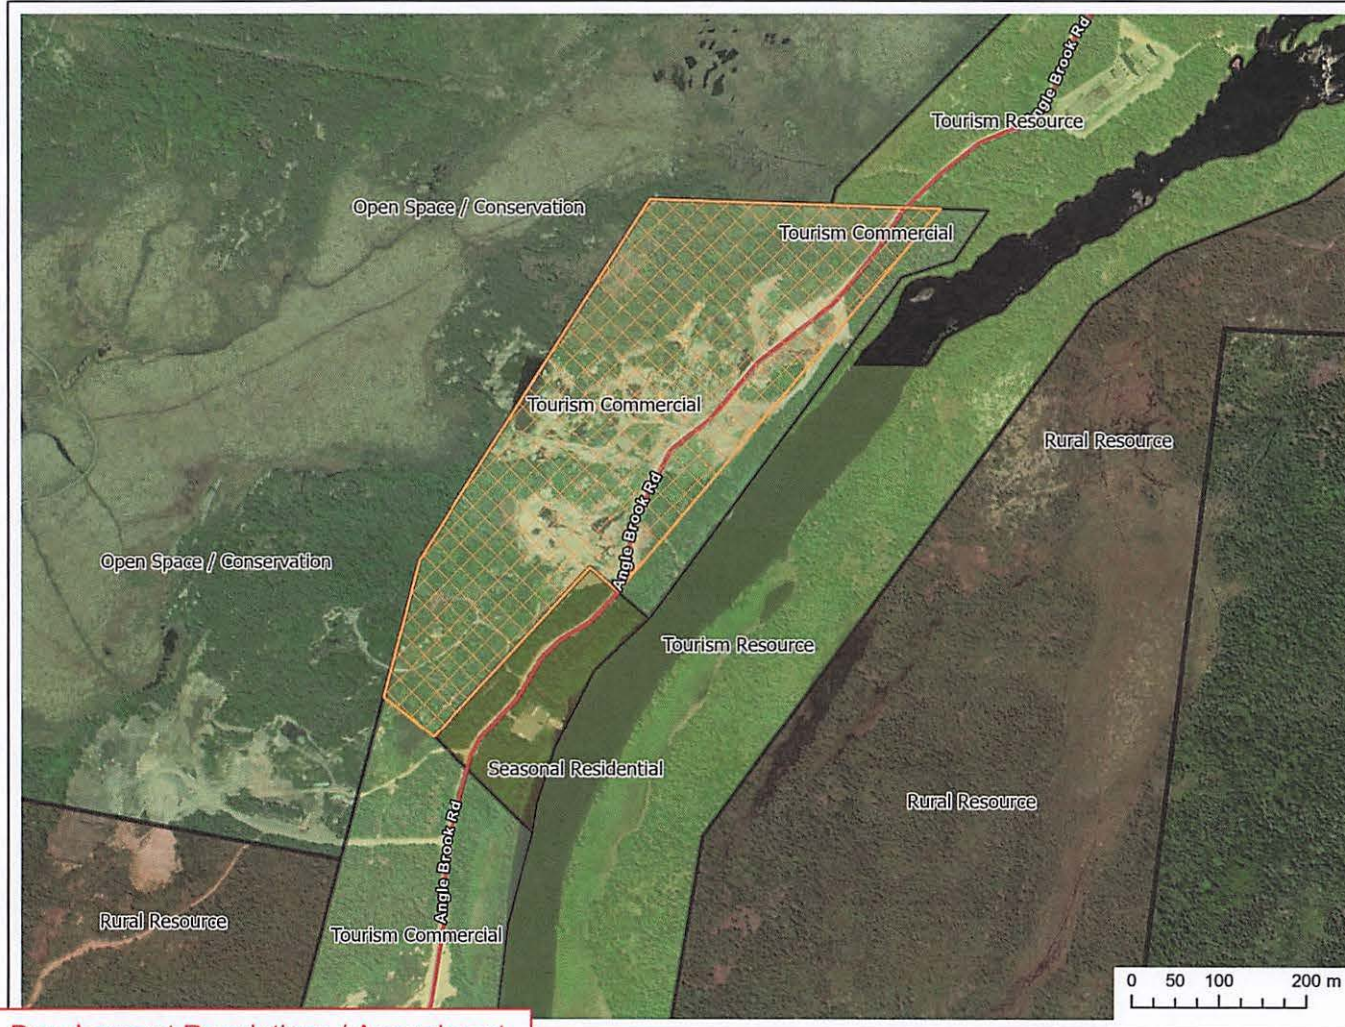 Angle Brook Rd
Tourism Resource
Open Space / Conservation
Tourism Commercial
Tourism Commercial
Rural Resource
Angle Brook Rd
Open Space / Conservation
Tourism Resource
Seasonal Residential
Rural Resource
Angle Brook Rd
Rural Resource
Tourism Commercial
0 50 100 200 m